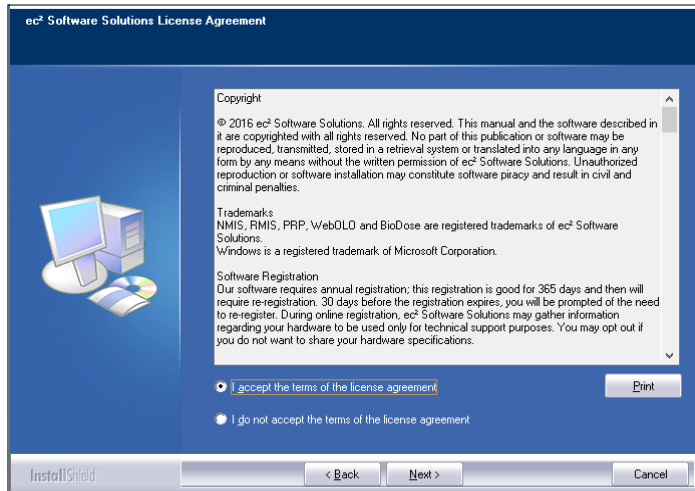 ec² Software Solutions License Agreement
Copyright
© 2016 ec² Software Solutions. All rights reserved. This manual and the software described in
it are copyrighted with all rights reserved. No part of this publication or software may be
reproduced, transmitted, stored in a retrieval system or translated into any language in any
form by any means without the written permission of ec² Software Solutions. Unauthorized
reproduction or software installation may constitute software piracy and result in civil and
criminal penalties.
Trademarks
NMIS, RMIS, PRP, WebOLO and BioDose are registered trademarks of ec² Software
Solutions.
Windows is a registered trademark of Microsoft Corporation.
Software Registration
Our software requires annual registration; this registration is good for 365 days and then will
require re-registration. 30 days before the registration expires, you will be prompted of the need
to re-register. During online registration, ec² Software Solutions may gather information
regarding your hardware to be used only for technical support purposes. You may opt out if
you do not want to share your hardware specifications.
I accept the terms of the license agreement
Print
I do not accept the terms of the license agreement
InstallShield
< Back
Next >
Cancel